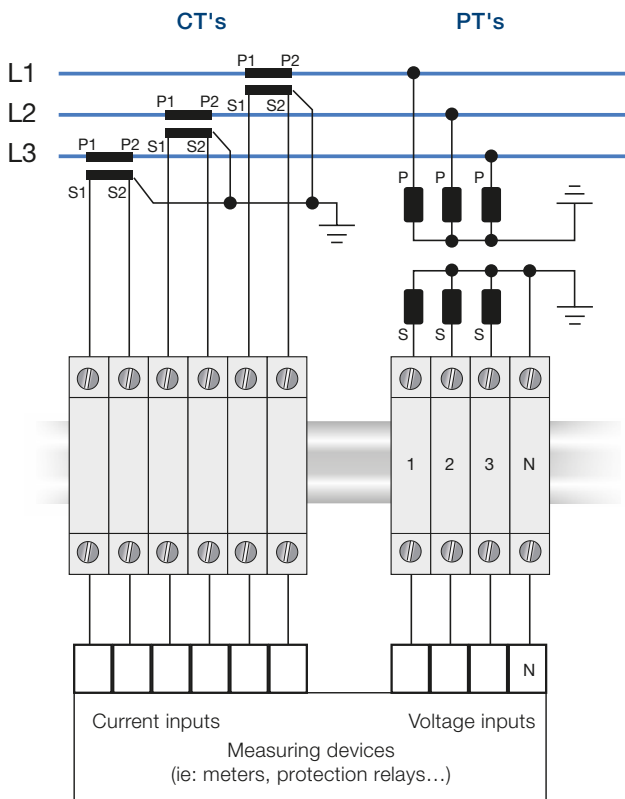 CT's PT's
L1 P1 P2
L2 P1 P2 S1 S2
L3 P1 P2 S1 S2
S1 S2
P P P
S S S
1 2 3 N
N
Current inputs Voltage inputs
Measuring devices
(ie: meters, protection relays...)